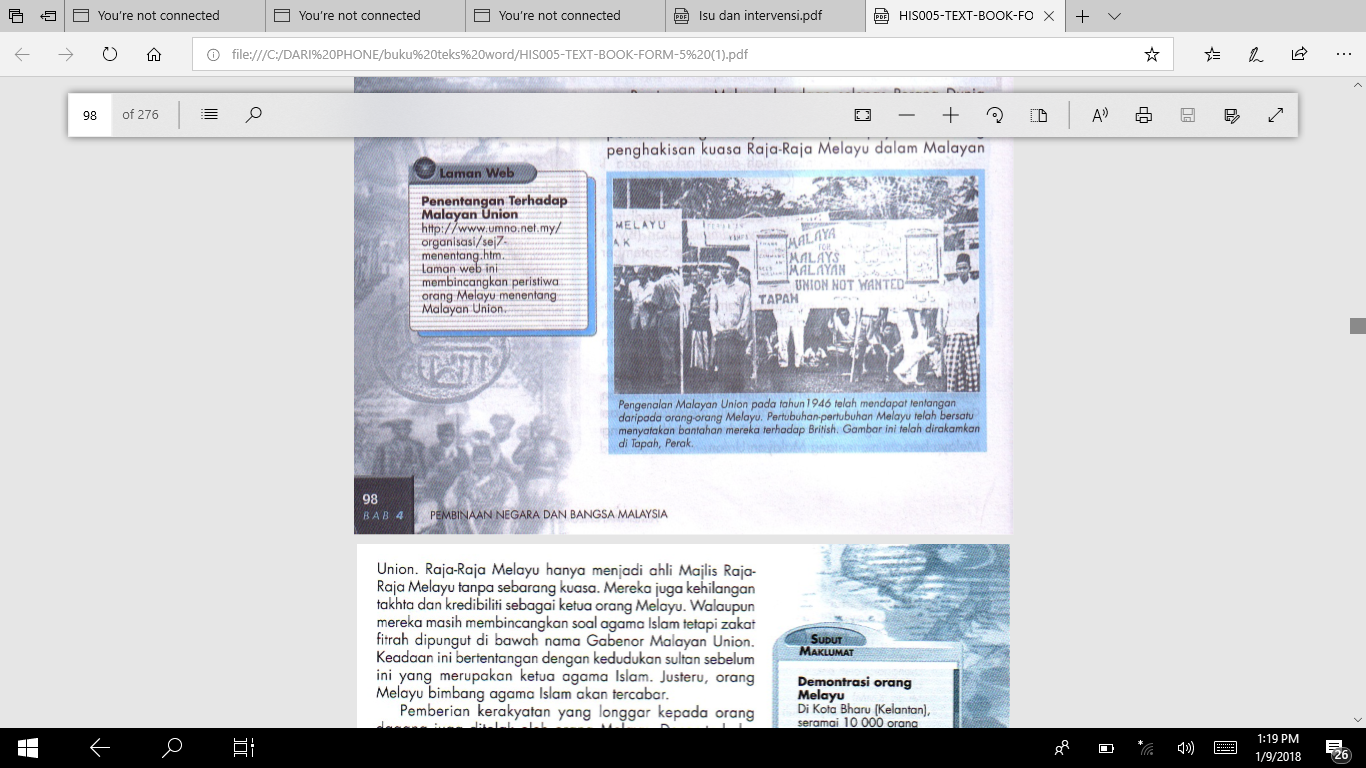 You're not connected
You're not connected
You're not connected
Isu dan intervensi.pdf
HIS005-TEXT-BOOK-FO
file:///C:/DARI%20PHONE/buku%20teks%20word/HIS005-TEXT-BOOK-FORM-5%20(1).pdf
98 of 276
penghakisan kuasa Raja-Raja Melayu dalam Malayan
Laman Web
Penentangan Terhadap
Malayan Union
http://www.umno.net.my/
organisasi/sej7-
menentang.htm.
Laman web ini
membincangkan peristiwa
orang Melayu menentang
Malayan Union.
MELAYU
MALAYA
FOR
MALAYS
MALAYAN
UNION NOT WANTED
TAPAH
Pengenalan Malayan Union pada tahun1946 telah mendapat tentangan
daripada orang-orang Melayu. Pertubuhan-pertubuhan Melayu telah bersatu
menyatakan bantahan mereka terhadap British. Gambar ini telah dirakamkan
di Tapah, Perak.
98
BAB 4
PEMBINAAN NEGARA DAN BANGSA MALAYSIA
Union. Raja-Raja Melayu hanya menjadi ahli Majlis Raja-
Raja Melayu tanpa sebarang kuasa. Mereka juga kehilangan
takhta dan kredibiliti sebagai ketua orang Melayu. Walaupun
mereka masih membincangkan soal agama Islam tetapi zakat
fitrah dipungut di bawah nama Gabenor Malayan Union.
Keadaan ini bertentangan dengan kedudukan sultan sebelum
ini yang merupakan ketua agama Islam. Justeru, orang
Melayu bimbang agama Islam akan tercabar.
Pemberian kerakyatan yang longgar kepada orang
SUDUT
MAKLUMAT
Demontrasi orang
Melayu
Di Kota Bharu (Kelantan),
seramai 10 000 orang
1:19 PM
1/9/2018
26